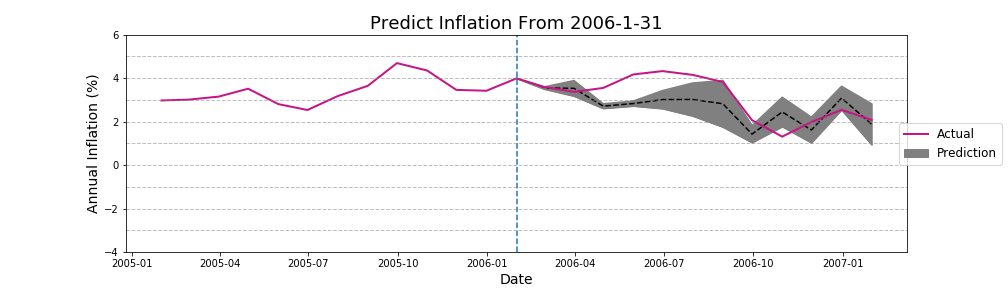 Predict Inflation From 2006-1-31
Annual Inflation (%)
6
4
2
0
−2
−4
2005-01 2005-04 2005-07 2005-10 2006-01 2006-04 2006-07 2006-10 2007-01
Date
Actual
Prediction